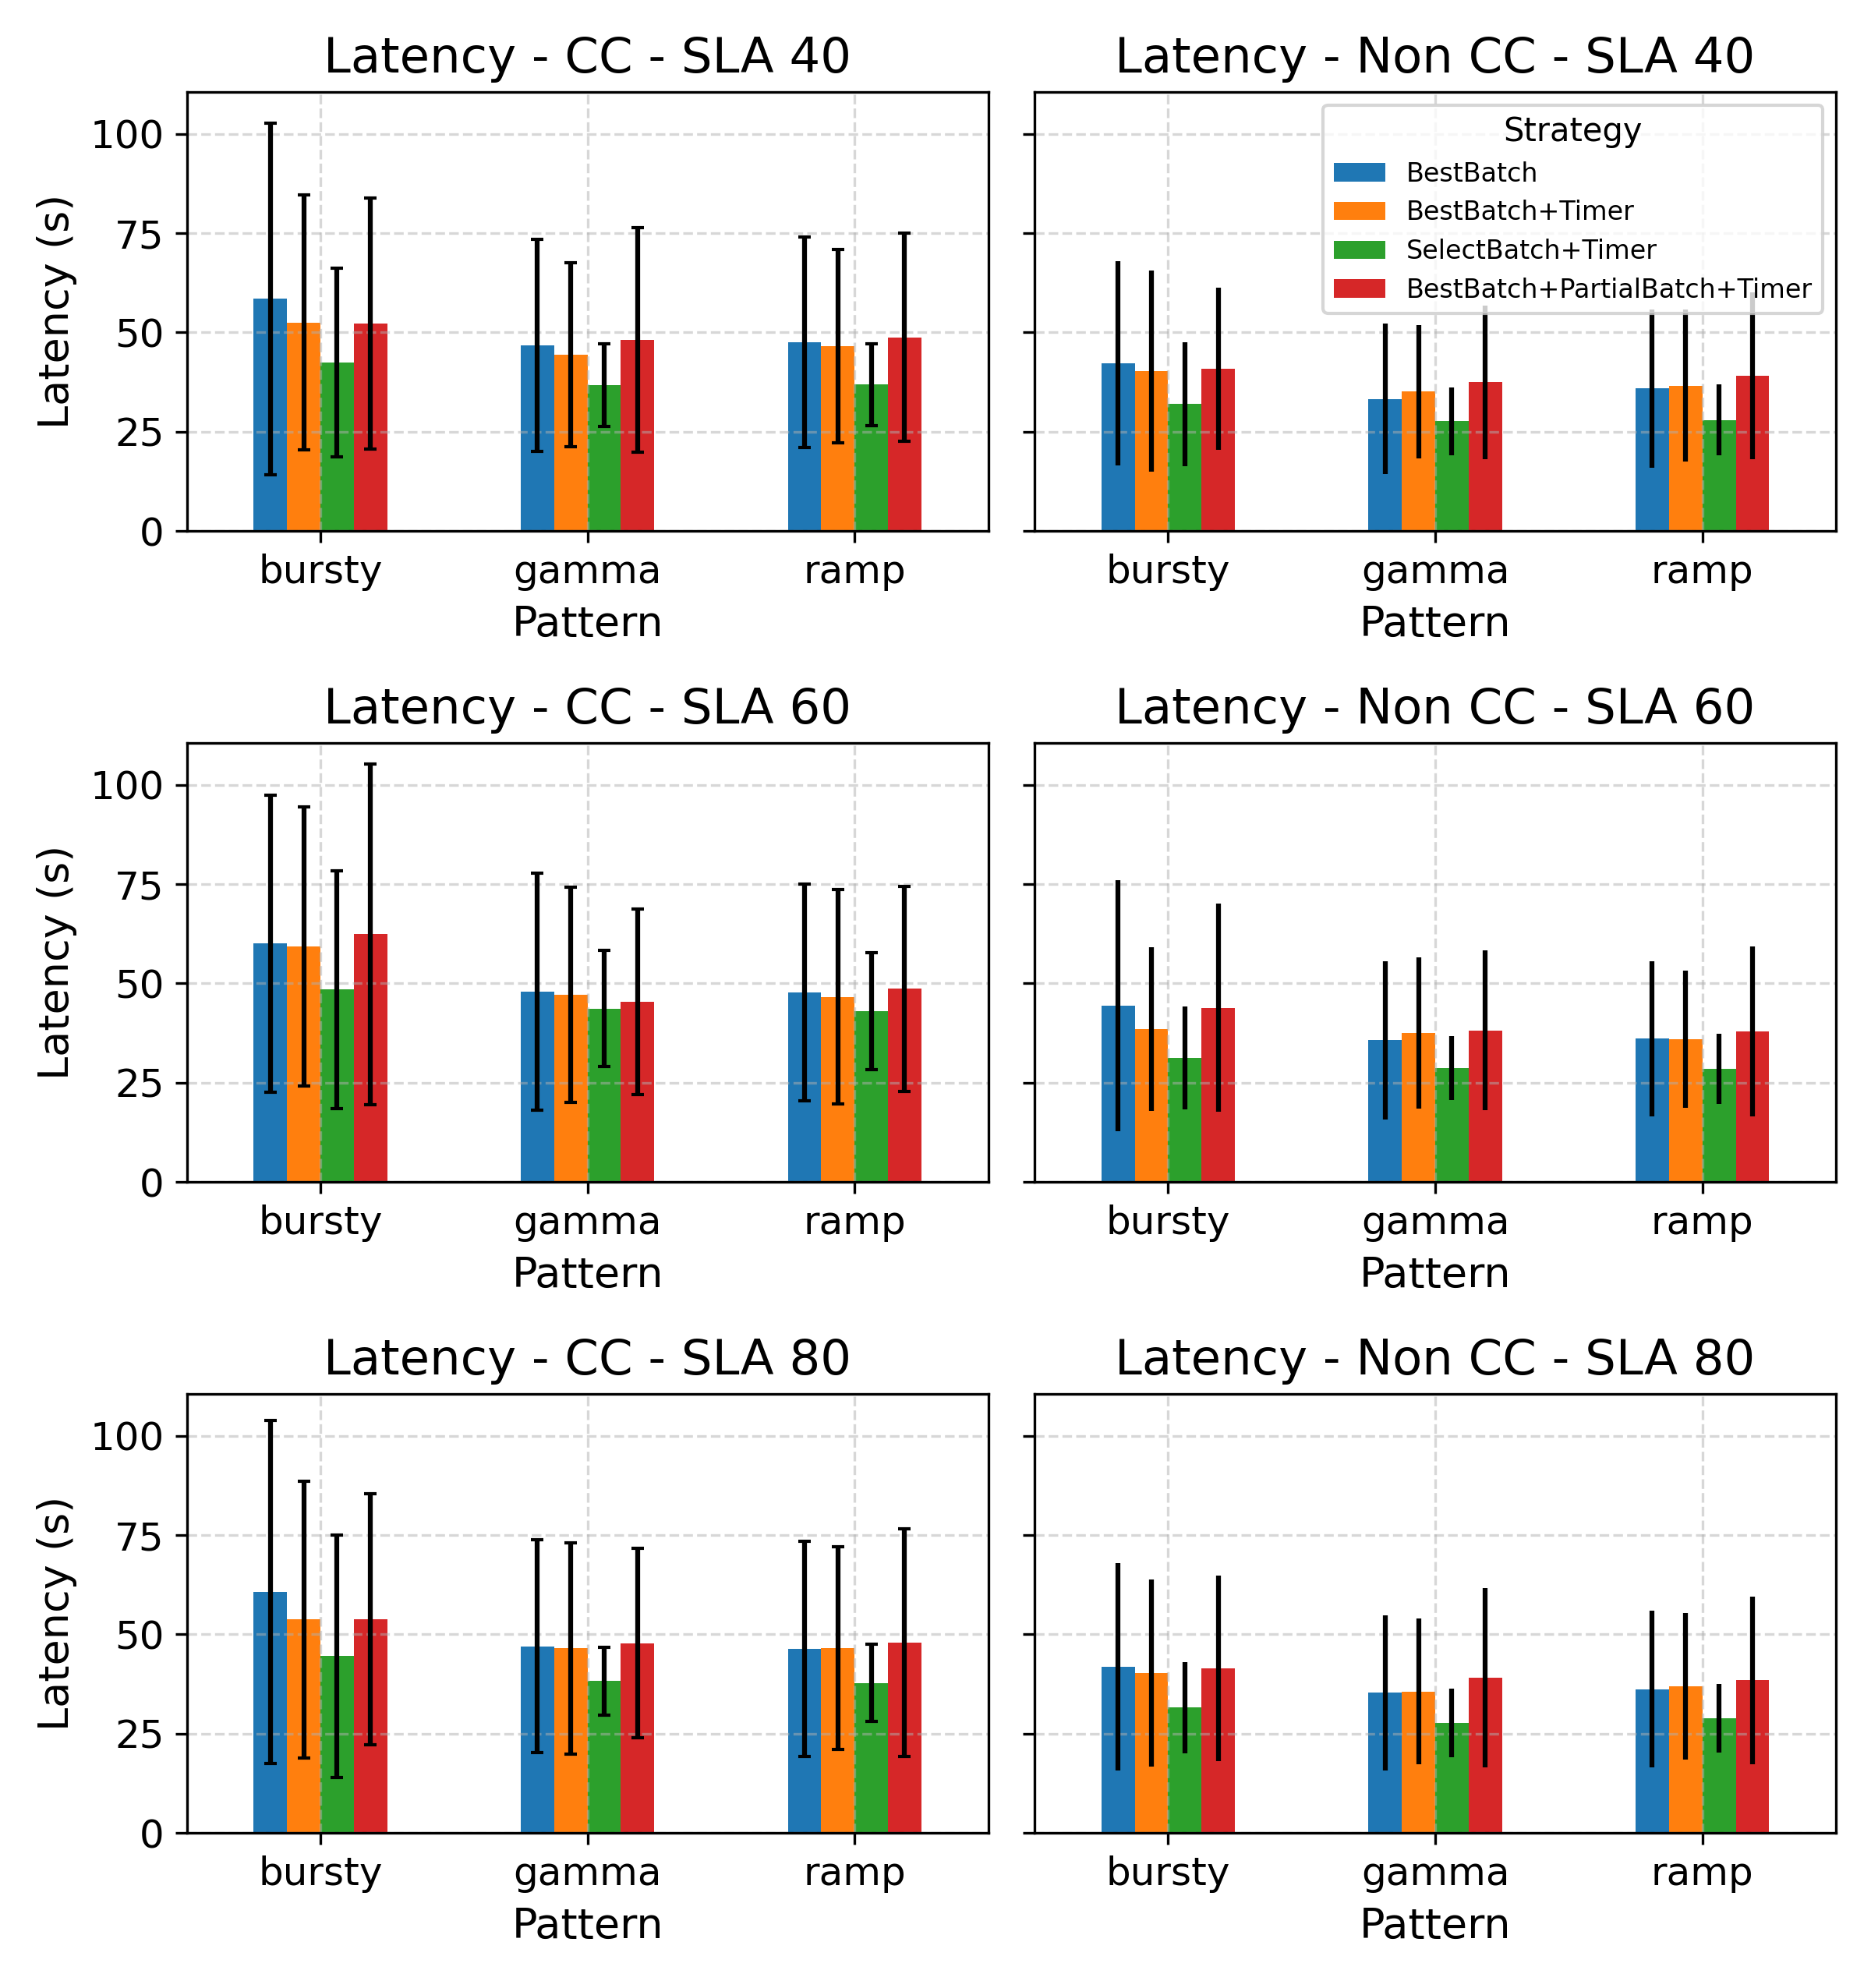 Latency - CC - SLA 40
Latency (s)
100
75
50
25
0
bursty gamma ramp
Pattern
Latency - Non CC - SLA 40
Strategy
BestBatch
BestBatch+Timer
SelectBatch+Timer
BestBatch+PartialBatch+Timer
bursty gamma ramp
Pattern
Latency - CC - SLA 60
Latency (s)
100
75
50
25
0
bursty gamma ramp
Pattern
Latency - Non CC - SLA 60
bursty gamma ramp
Pattern
Latency - CC - SLA 80
Latency (s)
100
75
50
25
0
bursty gamma ramp
Pattern
Latency - Non CC - SLA 80
bursty gamma ramp
Pattern